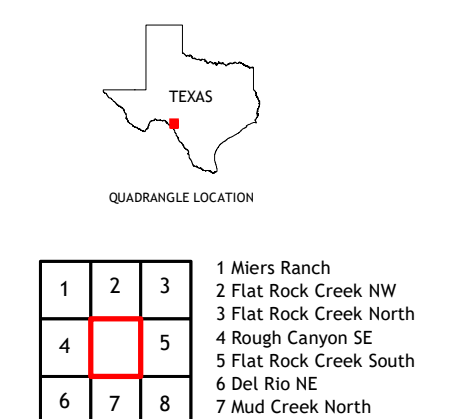 TEXAS
QUADRANGLE LOCATION
1 2 3
4 5
6 7 8
1 Miers Ranch
2 Flat Rock Creek NW
3 Flat Rock Creek North
4 Rough Canyon SE
5 Flat Rock Creek South
6 Del Rio NE
7 Mud Creek North